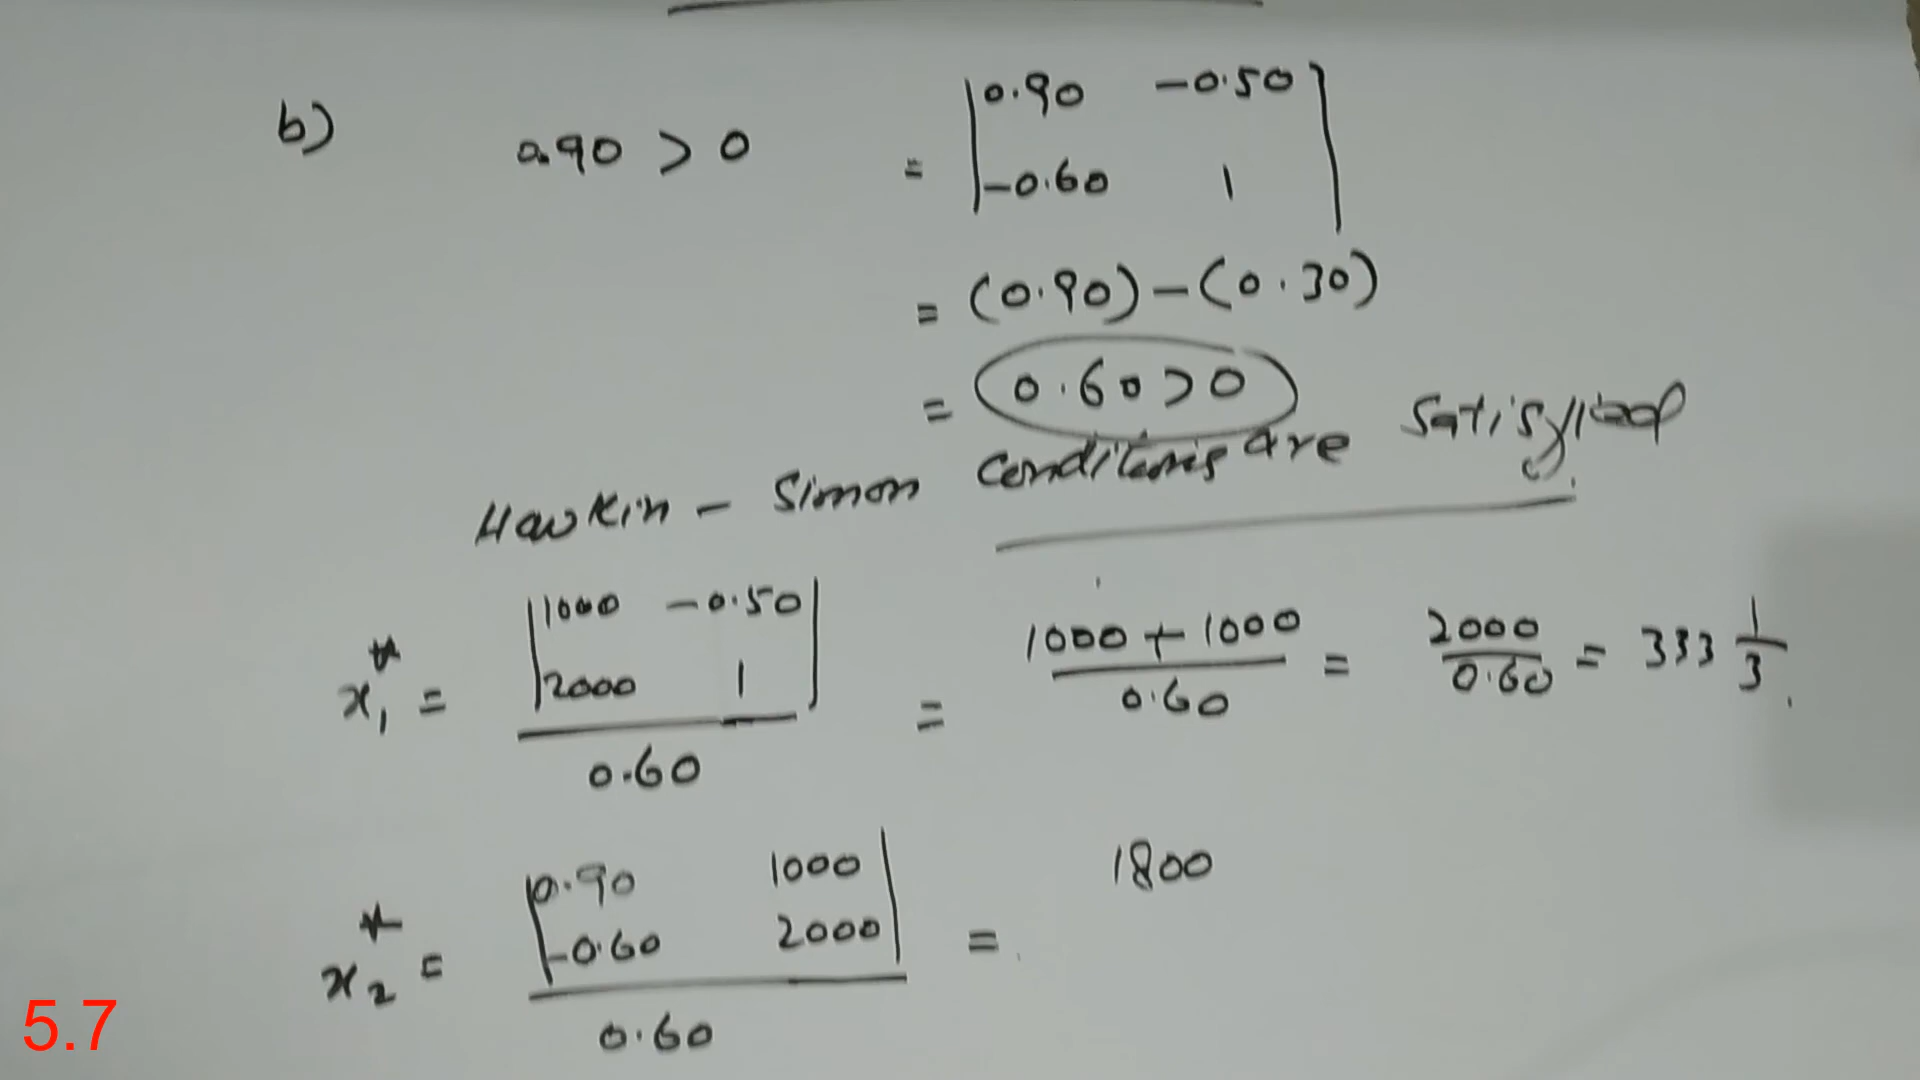 b) 0.90 > 0 = |0.90 -0.50|
|-0.60 1|
= (0.90) - (0.30)
= 0.60 > 0
Hawkin - Simon Conditions are Satisfied.
x₁* = |1000 -0.50|
|2000 1|
0.60
= 1000 + 1000 / 0.60 = 2000 / 0.60 = 333 1/3.
x₂* = |0.90 1000|
|-0.60 2000|
0.60
= 1800
5.7